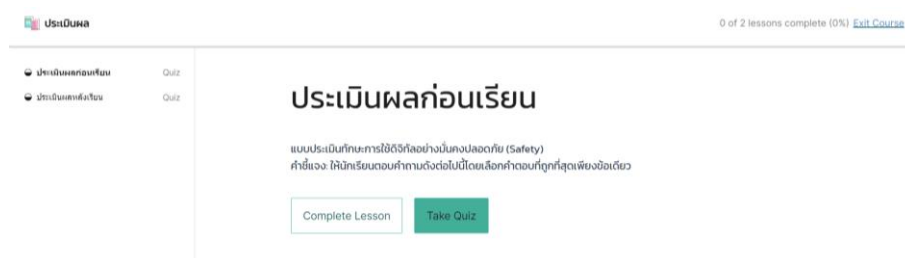 ประเมินผล
0 of 2 lessons complete (0%) Exit Course
ประเมินผลก่อนเรียน Quiz
ประเมินผลหลังเรียน Quiz
ประเมินผลก่อนเรียน
แบบประเมินทักษะการใช้ดิจิทัลอย่างมั่นคงปลอดภัย (Safety)
คำชี้แจง: ให้นักเรียนตอบคำถามดังต่อไปนี้โดยเลือกคำตอบที่ถูกที่สุดเพียงข้อเดียว
Complete Lesson Take Quiz